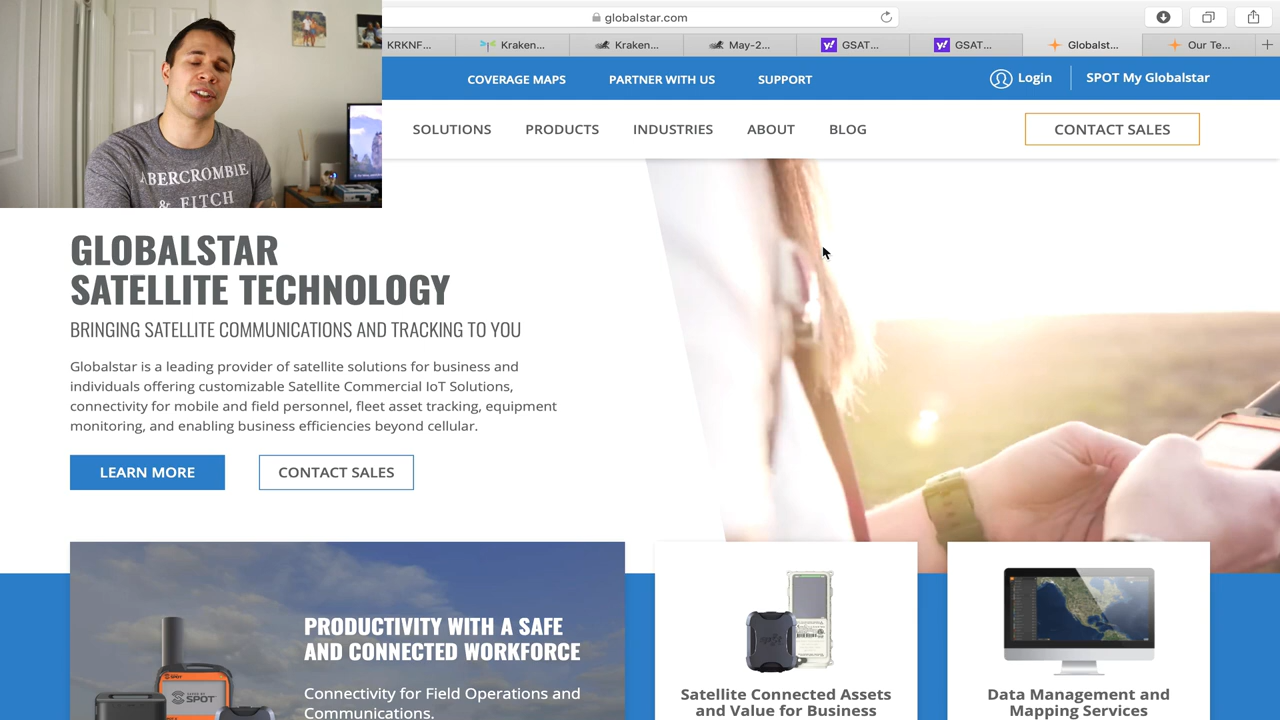 globalstar.com
KRKNF...
Kraken...
Kraken...
May-2...
GSAT...
GSAT...
Globalst...
Our Te...
COVERAGE MAPS
PARTNER WITH US
SUPPORT
Login
SPOT My Globalstar
SOLUTIONS
PRODUCTS
INDUSTRIES
ABOUT
BLOG
CONTACT SALES
ABERCROMBIE
& FITCH
GLOBALSTAR
SATELLITE TECHNOLOGY
BRINGING SATELLITE COMMUNICATIONS AND TRACKING TO YOU
Globalstar is a leading provider of satellite solutions for business and
individuals offering customizable Satellite Commercial IoT Solutions,
connectivity for mobile and field personnel, fleet asset tracking, equipment
monitoring, and enabling business efficiencies beyond cellular.
LEARN MORE
CONTACT SALES
PRODUCTIVITY WITH A SAFE
AND CONNECTED WORKFORCE
Connectivity for Field Operations and
Communications.
SPOT
SPOT
Satellite Connected Assets
and Value for Business
Data Management and
Mapping Services